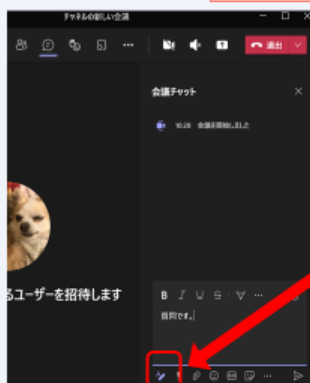 チャネルの新しい会議
退出
会議チャット
10:28 会議を開始しました
るユーザーを招待します
B I U S
質問です。